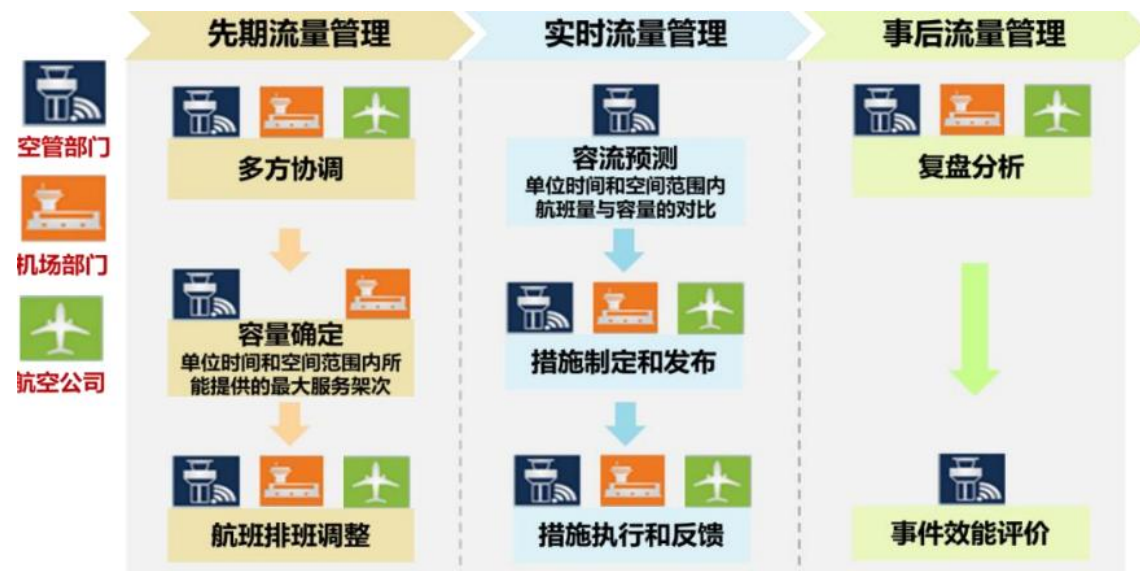 先期流量管理
实时流量管理
事后流量管理
空管部门
机场部门
航空公司
多方协调
容量确定
单位时间和空间范围内所
能提供的最大服务架次
航班排班调整
容流预测
单位时间和空间范围内
航班量与容量的对比
措施制定和发布
措施执行和反馈
复盘分析
事件效能评价